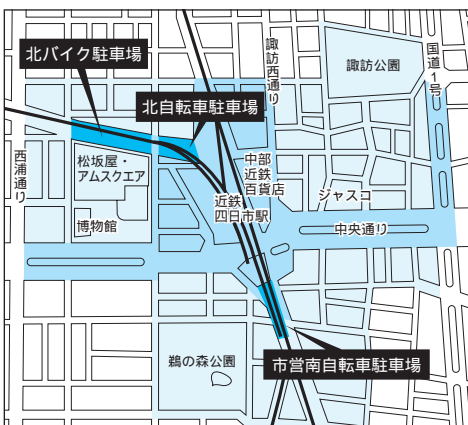 北バイク駐車場
諏訪西通り
国道1号
諏訪公園
北自転車駐車場
西浦通り
松坂屋・
アムスクエア
中部
近鉄
百貨店
近鉄
四日市駅
ジャスコ
博物館
中央通り
鵜の森公園
市営南自転車駐車場